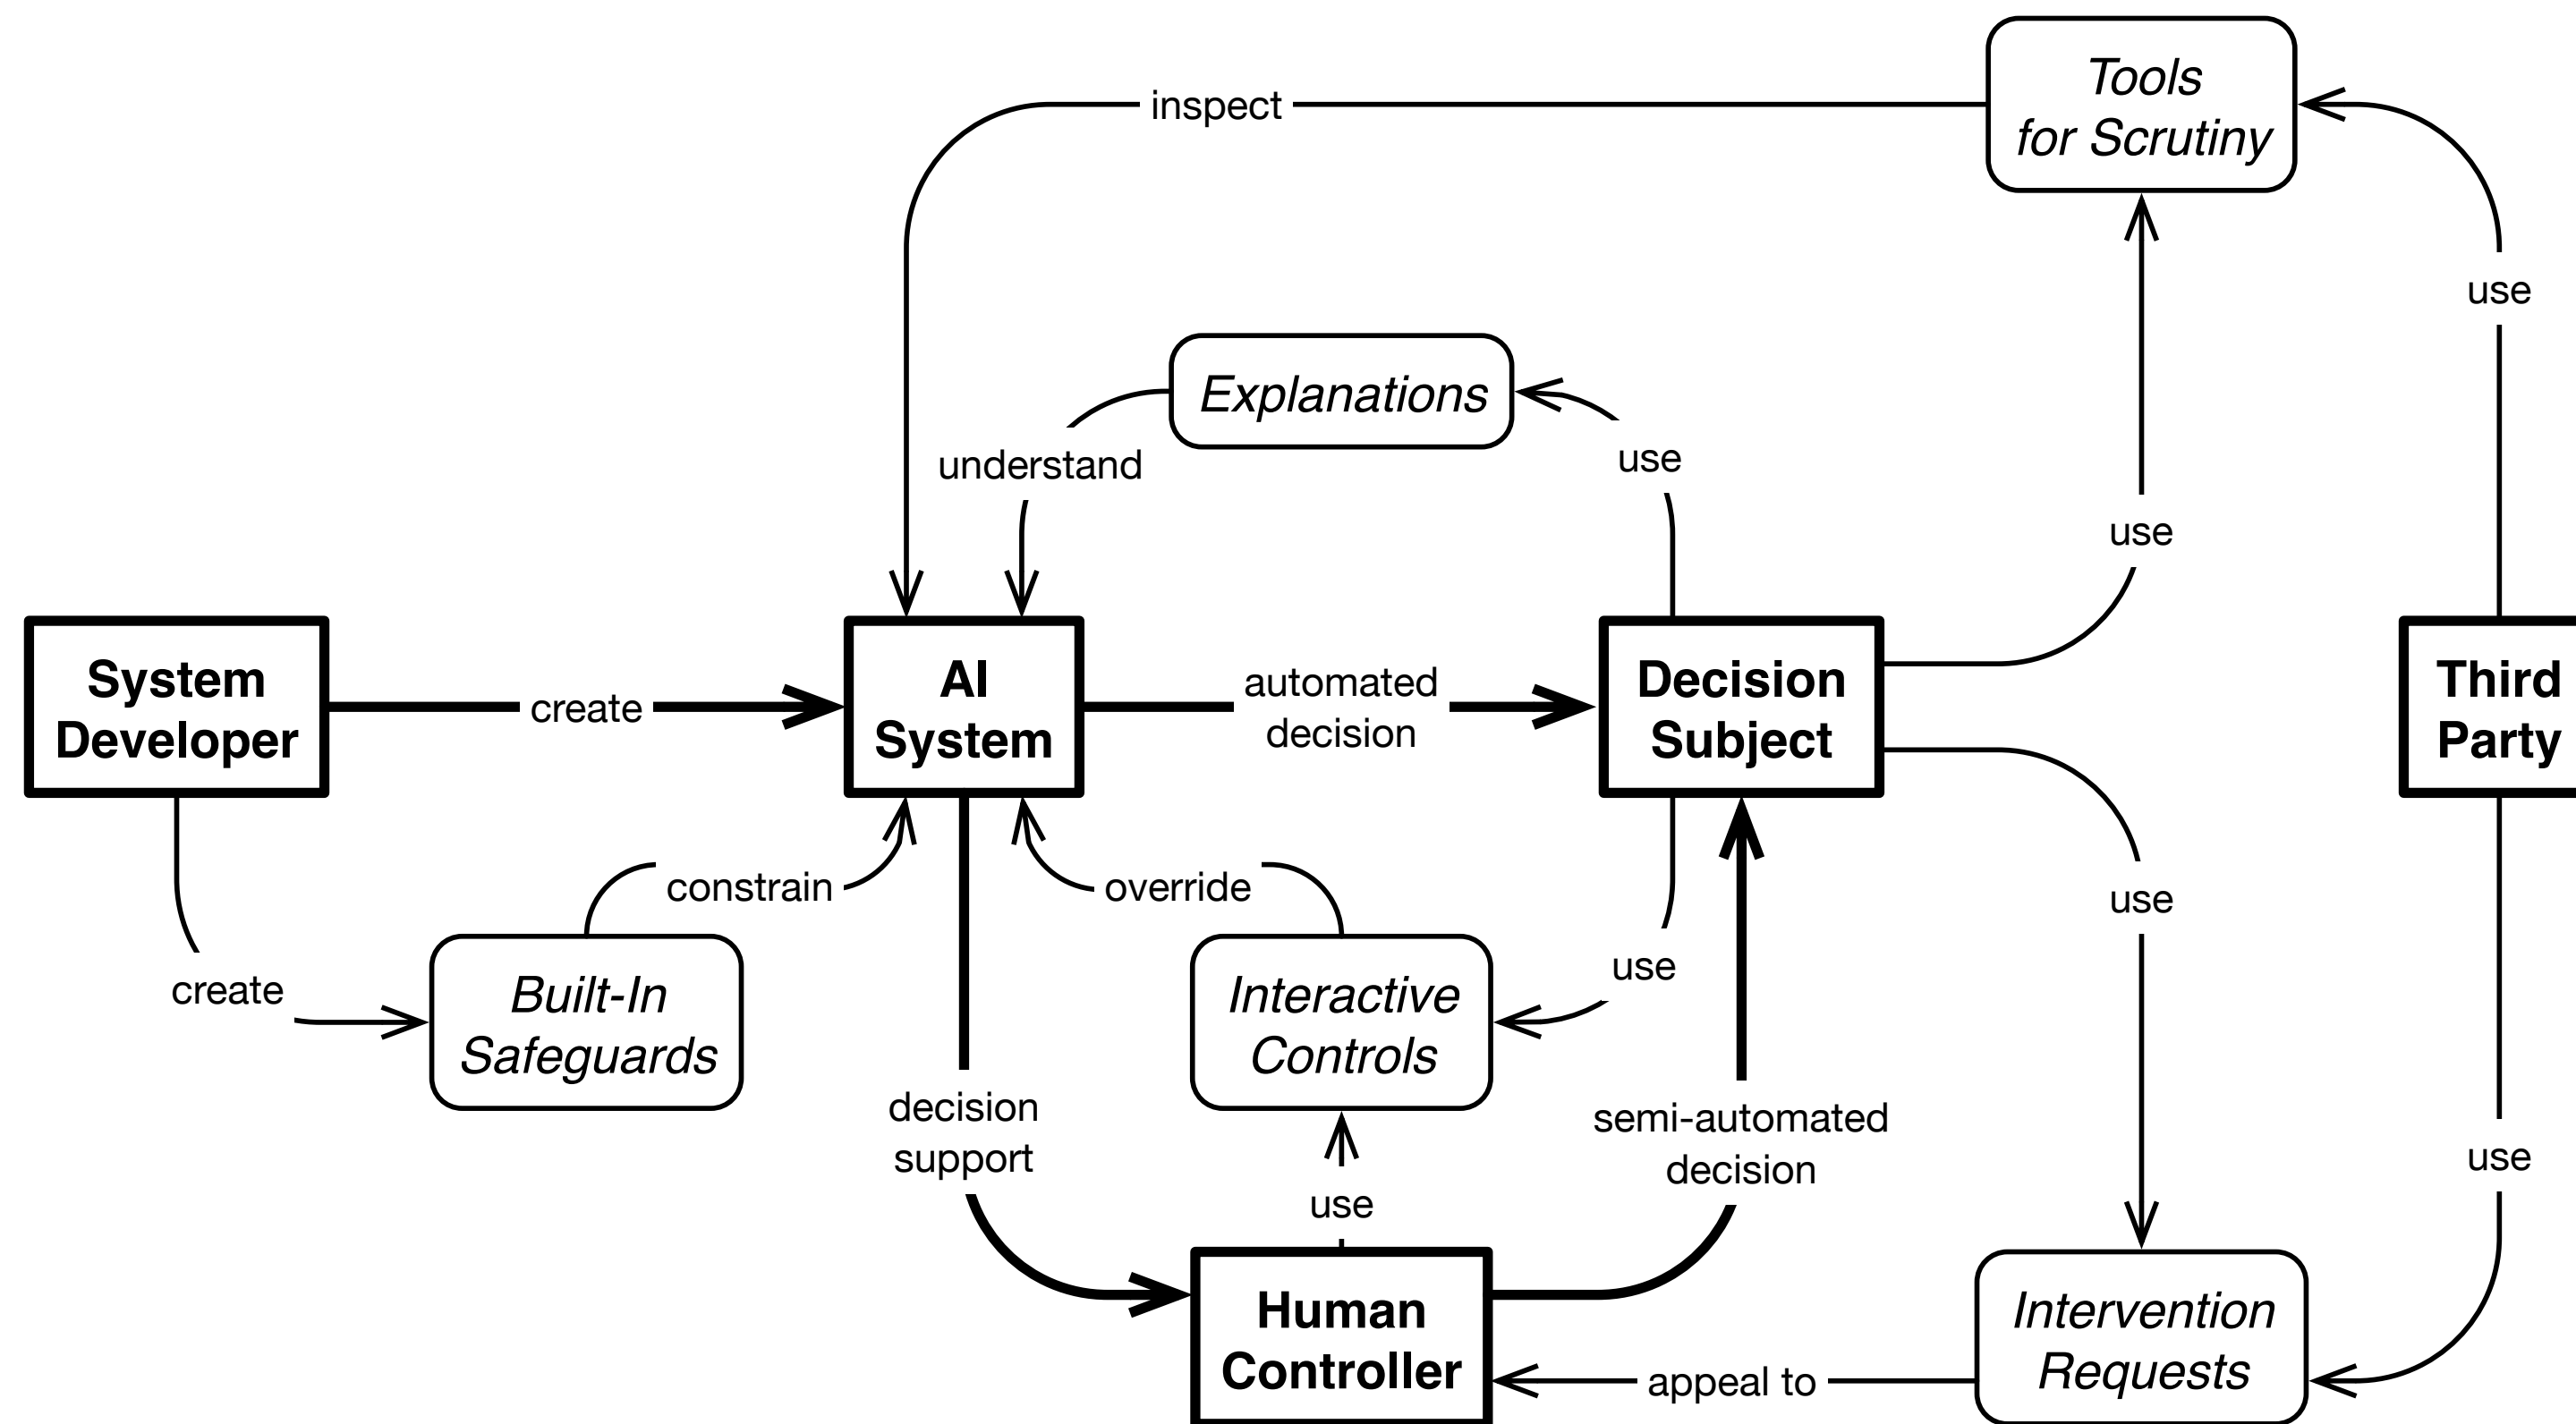 Tools
for Scrutiny
inspect
use
Explanations
understand
use
use
System
Developer
create
AI
System
automated
decision
Decision
Subject
Third
Party
constrain
override
use
create
Built-In
Safeguards
Interactive
Controls
use
decision
support
semi-automated
decision
use
use
Human
Controller
appeal to
Intervention
Requests